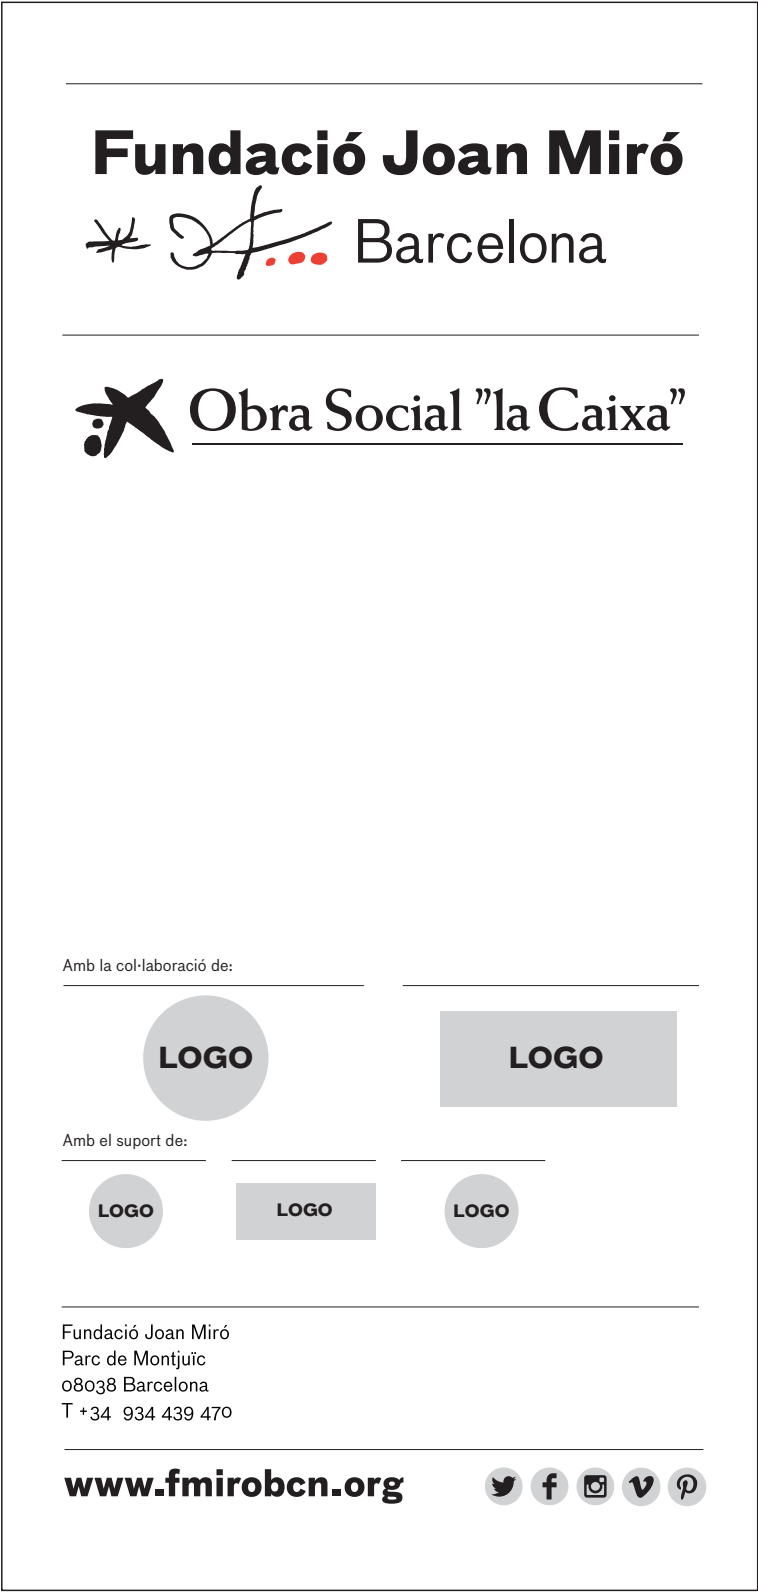 Fundació Joan Miró
Barcelona
Obra Social ”la Caixa”
Amb la col·laboració de:
LOGO
LOGO
Amb el suport de:
LOGO
LOGO
LOGO
Fundació Joan Miró
Parc de Montjuïc
08038 Barcelona
T +34 934 439 470
www.fmirobcn.org